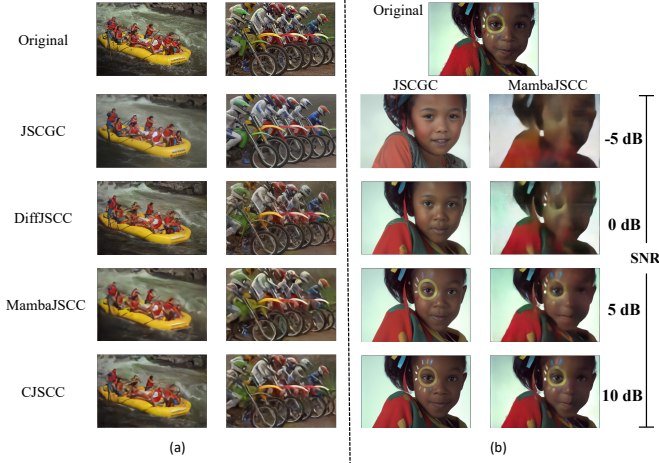 Original
JSCGC
DiffJSCC
MambaJSCC
CJSCC
(a)
Original
JSCGC
MambaJSCC
-5 dB
0 dB
SNR
5 dB
10 dB
(b)